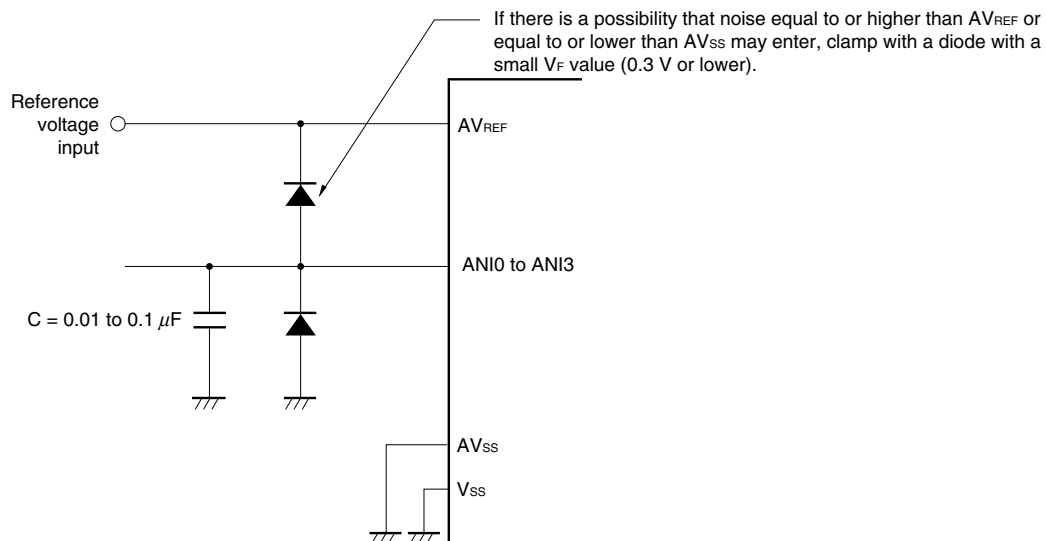 If there is a possibility that noise equal to or higher than AVREF or
equal to or lower than AVSS may enter, clamp with a diode with a
small VF value (0.3 V or lower).
Reference
voltage
input
AVREF
ANI0 to ANI3
C = 0.01 to 0.1 μF
AVSS
VSS